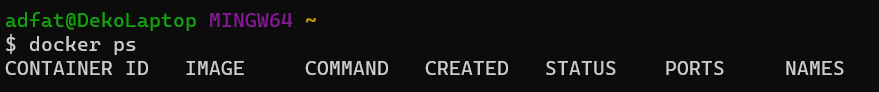 adfat@DekoLaptop MINGW64 ~
$ docker ps
CONTAINER ID   IMAGE     COMMAND   CREATED   STATUS    PORTS     NAMES